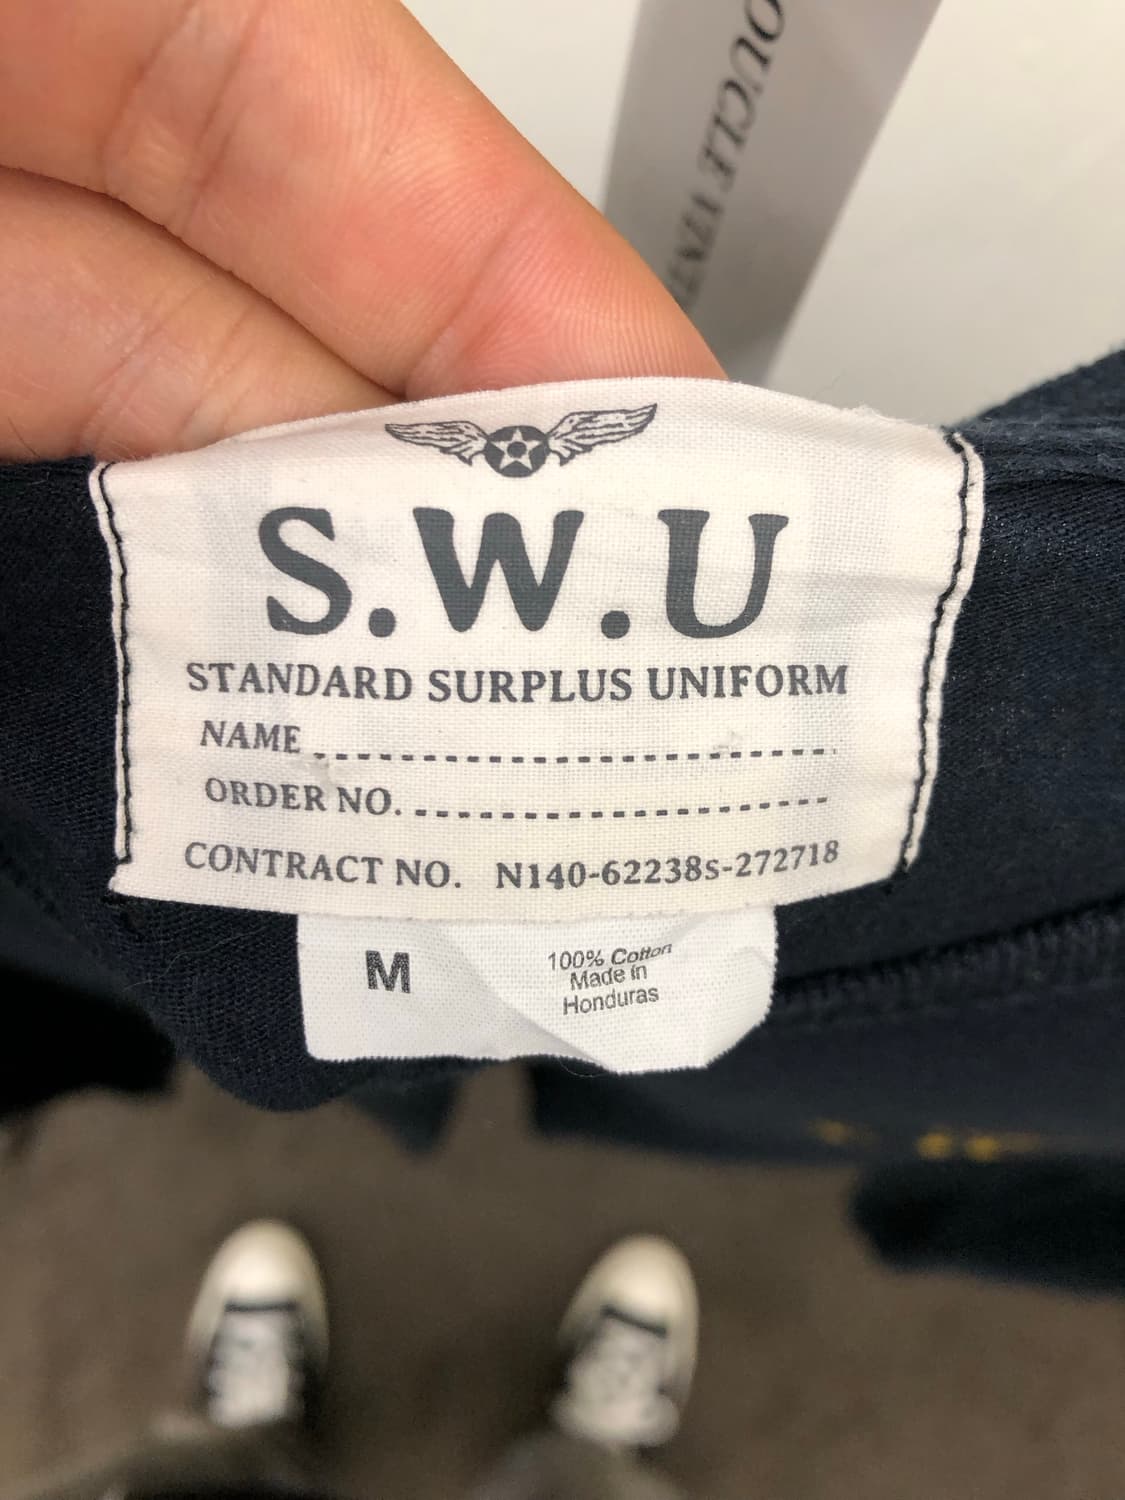 S.W.U
STANDARD SURPLUS UNIFORM
NAME
ORDER NO.
CONTRACT NO. N140-62238s-272718
M
100% Cotton
Made in
Honduras